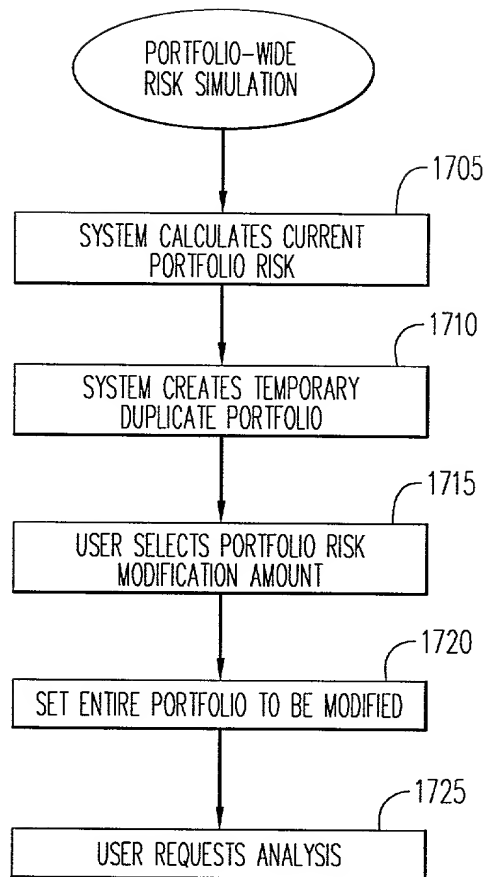 PORTFOLIO-WIDE
RISK SIMULATION
1705
SYSTEM CALCULATES CURRENT
PORTFOLIO RISK
1710
SYSTEM CREATES TEMPORARY
DUPLICATE PORTFOLIO
1715
USER SELECTS PORTFOLIO RISK
MODIFICATION AMOUNT
1720
SET ENTIRE PORTFOLIO TO BE MODIFIED
1725
USER REQUESTS ANALYSIS